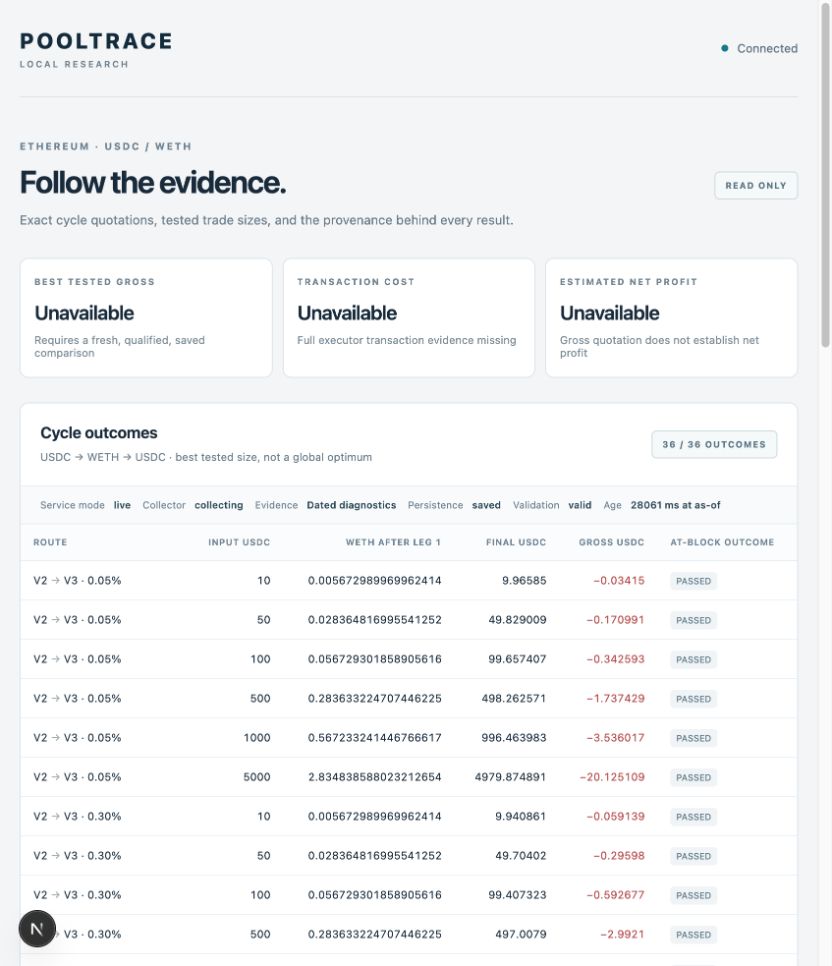 POOLTRACE
LOCAL RESEARCH
Connected
ETHEREUM · USDC / WETH
Follow the evidence.
READ ONLY
Exact cycle quotations, tested trade sizes, and the provenance behind every result.
BEST TESTED GROSS
Unavailable
Requires a fresh, qualified, saved
comparison
TRANSACTION COST
Unavailable
Full executor transaction evidence missing
ESTIMATED NET PROFIT
Unavailable
Gross quotation does not establish net
profit
Cycle outcomes
USDC → WETH → USDC · best tested size, not a global optimum
36 / 36 OUTCOMES
Service mode live Collector collecting Evidence Dated diagnostics Persistence saved Validation valid Age 28061 ms at as-of
ROUTE INPUT USDC WETH AFTER LEG 1 FINAL USDC GROSS USDC AT-BLOCK OUTCOME
V2 → V3 · 0.05% 10 0.005672989969962414 9.96585 −0.03415 PASSED
V2 → V3 · 0.05% 50 0.028364816995541252 49.829009 −0.170991 PASSED
V2 → V3 · 0.05% 100 0.056729301858905616 99.657407 −0.342593 PASSED
V2 → V3 · 0.05% 500 0.283633224707446225 498.262571 −1.737429 PASSED
V2 → V3 · 0.05% 1000 0.567233241446766617 996.463983 −3.536017 PASSED
V2 → V3 · 0.05% 5000 2.834838588023212654 4979.874891 −20.125109 PASSED
V2 → V3 · 0.30% 10 0.005672989969962414 9.940861 −0.059139 PASSED
V2 → V3 · 0.30% 50 0.028364816995541252 49.70402 −0.29598 PASSED
V2 → V3 · 0.30% 100 0.056729301858905616 99.407323 −0.592677 PASSED
N → V3 · 0.30% 500 0.283633224707446225 497.0079 −2.9921 PASSED